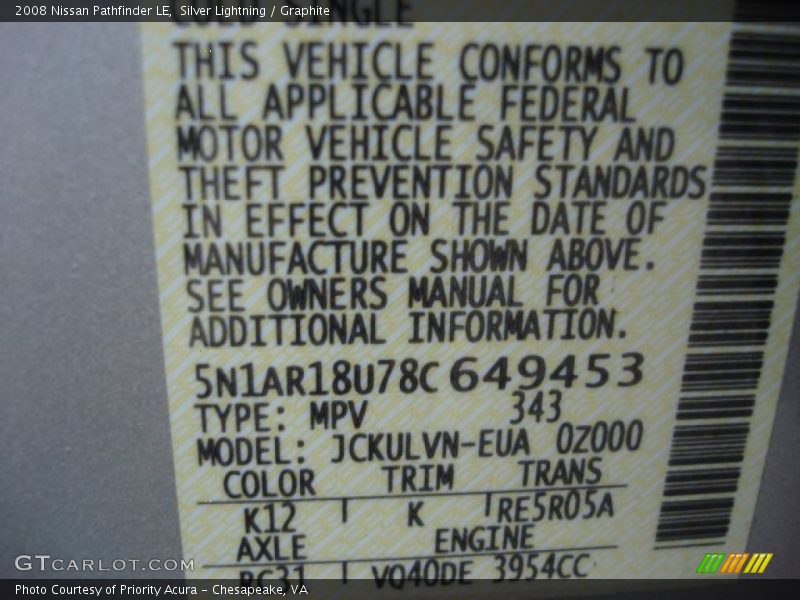 2008 Nissan Pathfinder LE, Silver Lightning / Graphite
THIS VEHICLE CONFORMS TO
ALL APPLICABLE FEDERAL
MOTOR VEHICLE SAFETY AND
THEFT PREVENTION STANDARDS
IN EFFECT ON THE DATE OF
MANUFACTURE SHOWN ABOVE.
SEE OWNERS MANUAL FOR
ADDITIONAL INFORMATION.
5N1AR18U78C649453
TYPE: MPV 343
MODEL: JCKULVN-EUA 0Z000
COLOR TRIM TRANS
K12 K RE5R05A
AXLE ENGINE
RC31 VQ40DE 3954CC
GTCARLOT.COM
Photo Courtesy of Priority Acura - Chesapeake, VA